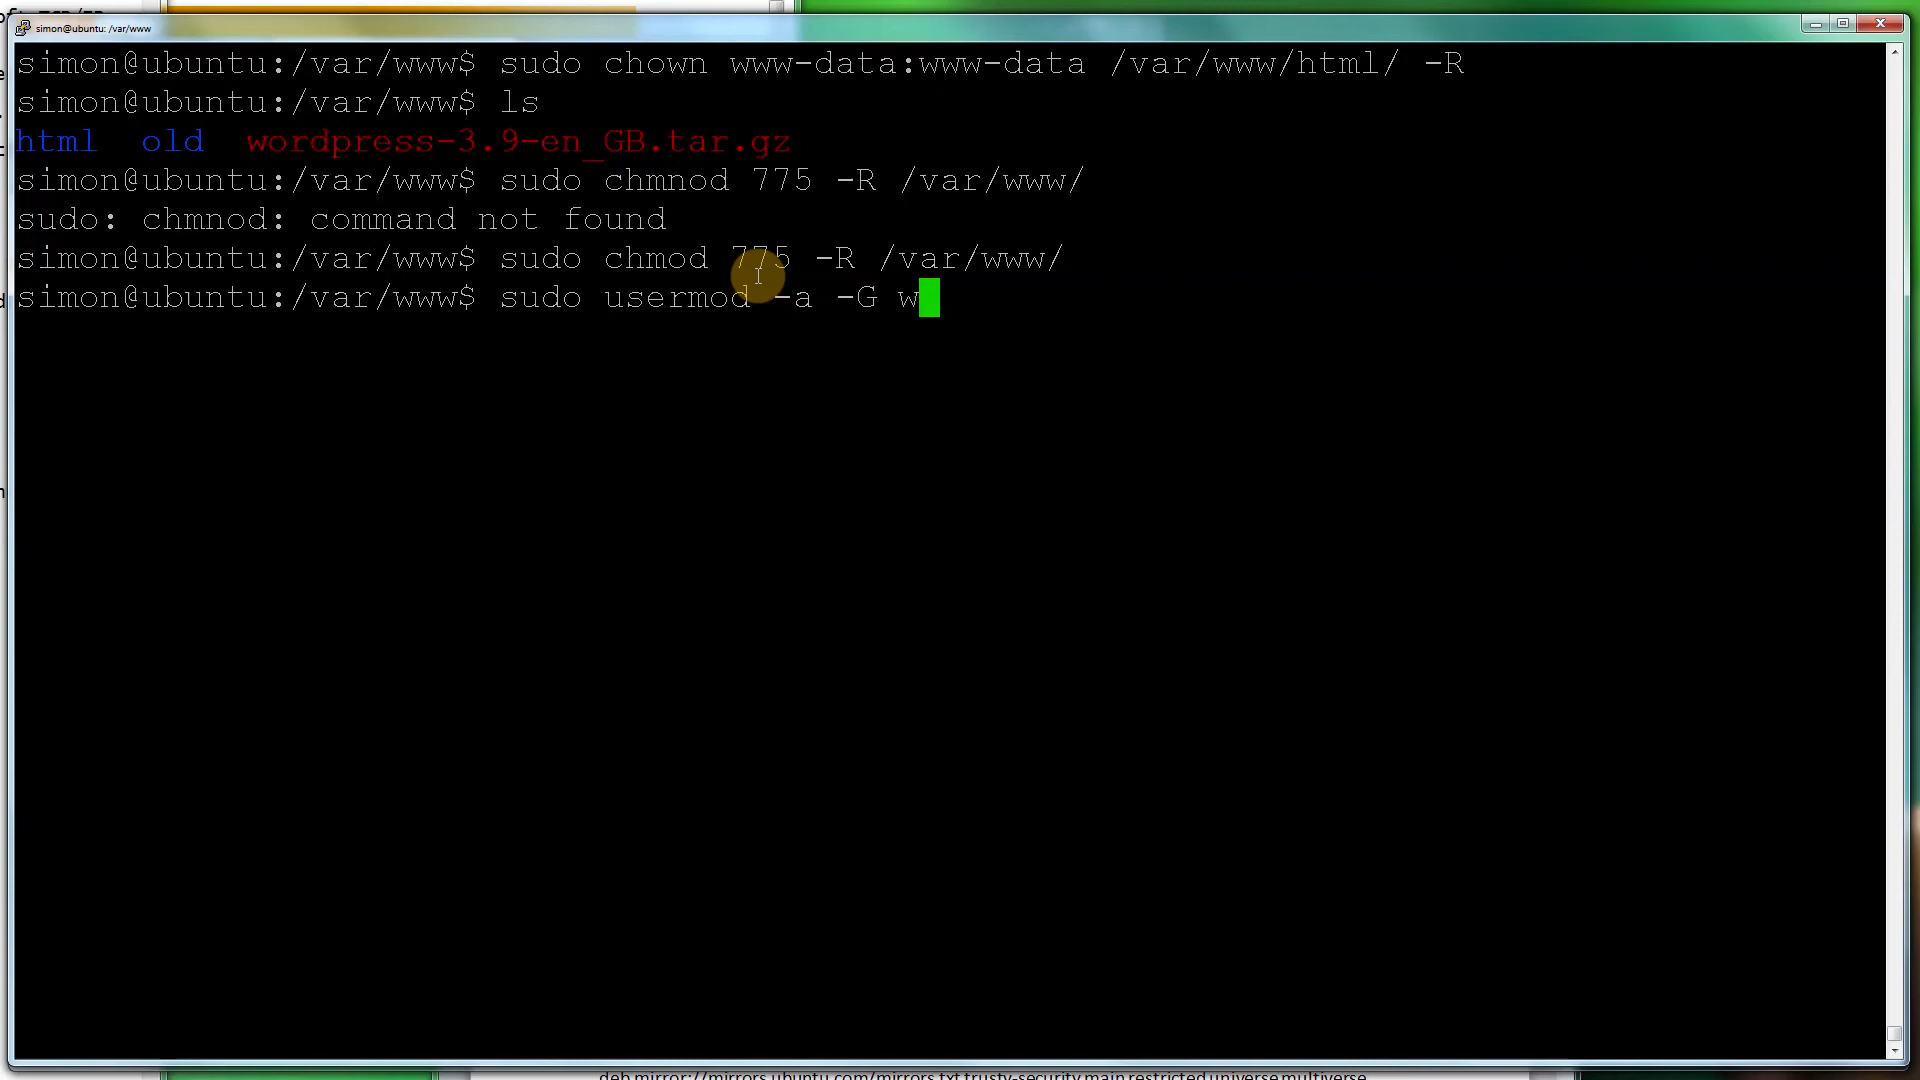 simon@ubuntu: /var/www
simon@ubuntu:/var/www$ sudo chown www-data:www-data /var/www/html/ -R
simon@ubuntu:/var/www$ ls
html old wordpress-3.9-en_GB.tar.gz
simon@ubuntu:/var/www$ sudo chmnod 775 -R /var/www/
sudo: chmnod: command not found
simon@ubuntu:/var/www$ sudo chmod 775 -R /var/www/
simon@ubuntu:/var/www$ sudo usermod -a -G w
deb mirror://mirrors.ubuntu.com/mirrors.txt trusty-security main restricted universe multiverse